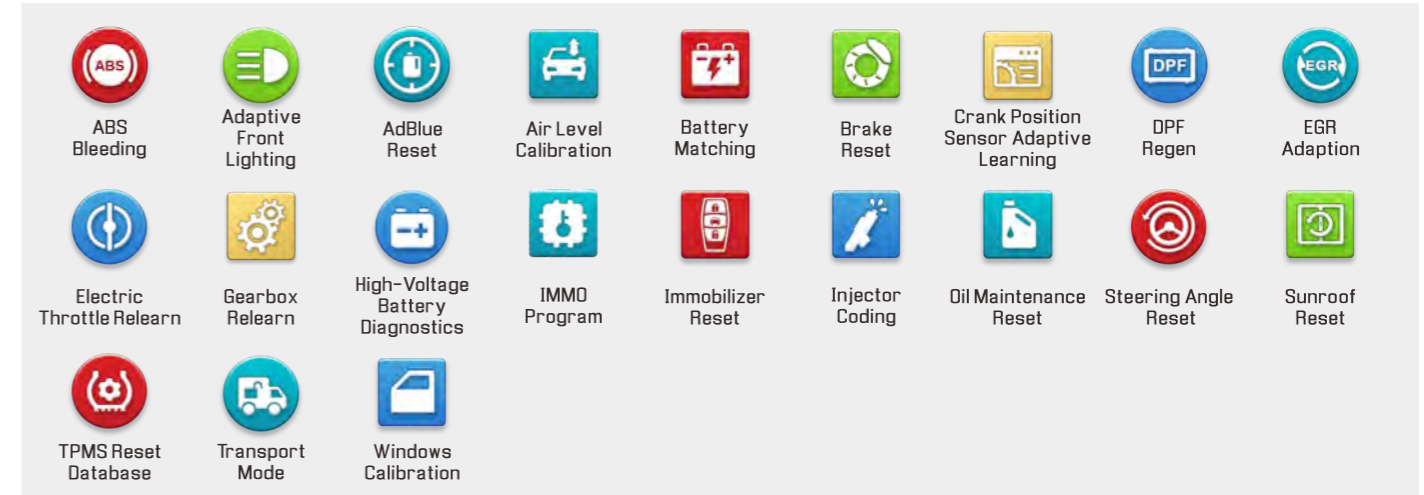 ABS
DPF
EGR
ABS
Bleeding
Adaptive
Front
Lighting
AdBlue
Reset
Air Level
Calibration
Battery
Matching
Brake
Reset
Crank Position
Sensor Adaptive
Learning
DPF
Regen
EGR
Adaption
Electric
Throttle Relearn
Gearbox
Relearn
High-Voltage
Battery
Diagnostics
IMMO
Program
Immobilizer
Reset
Injector
Coding
Oil Maintenance
Reset
Steering Angle
Reset
Sunroof
Reset
TPMS Reset
Database
Transport
Mode
Windows
Calibration